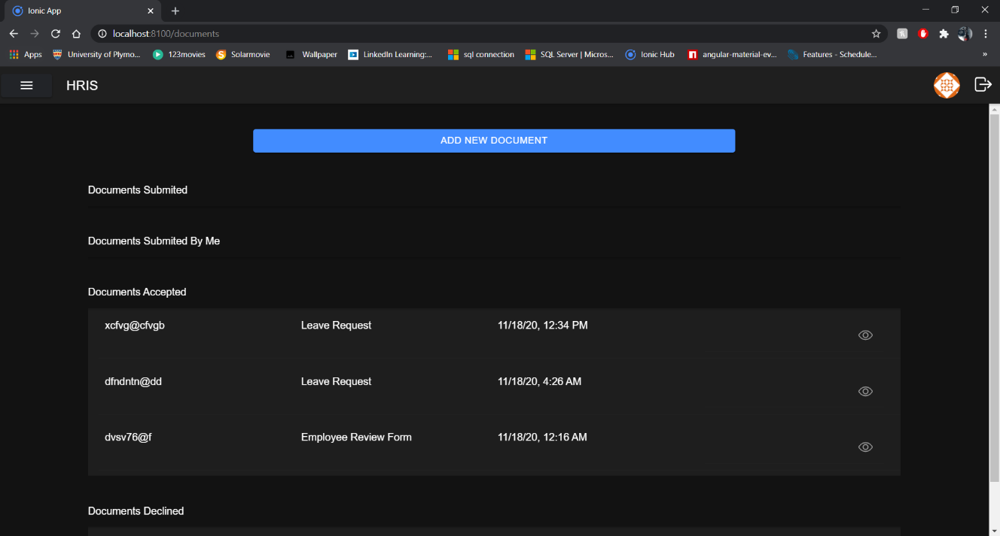 Ionic App
localhost:8100/documents
Apps University of Plymo... 123movies Solarmovie Wallpaper LinkedIn Learning:... sql connection SQL Server | Micros... Ionic Hub angular-material-ev... Features - Schedule... »
HRIS
ADD NEW DOCUMENT
Documents Submited
Documents Submited By Me
Documents Accepted
xcfvg@cfvgb Leave Request 11/18/20, 12:34 PM
dfndntn@dd Leave Request 11/18/20, 4:26 AM
dvsv76@f Employee Review Form 11/18/20, 12:16 AM
Documents Declined